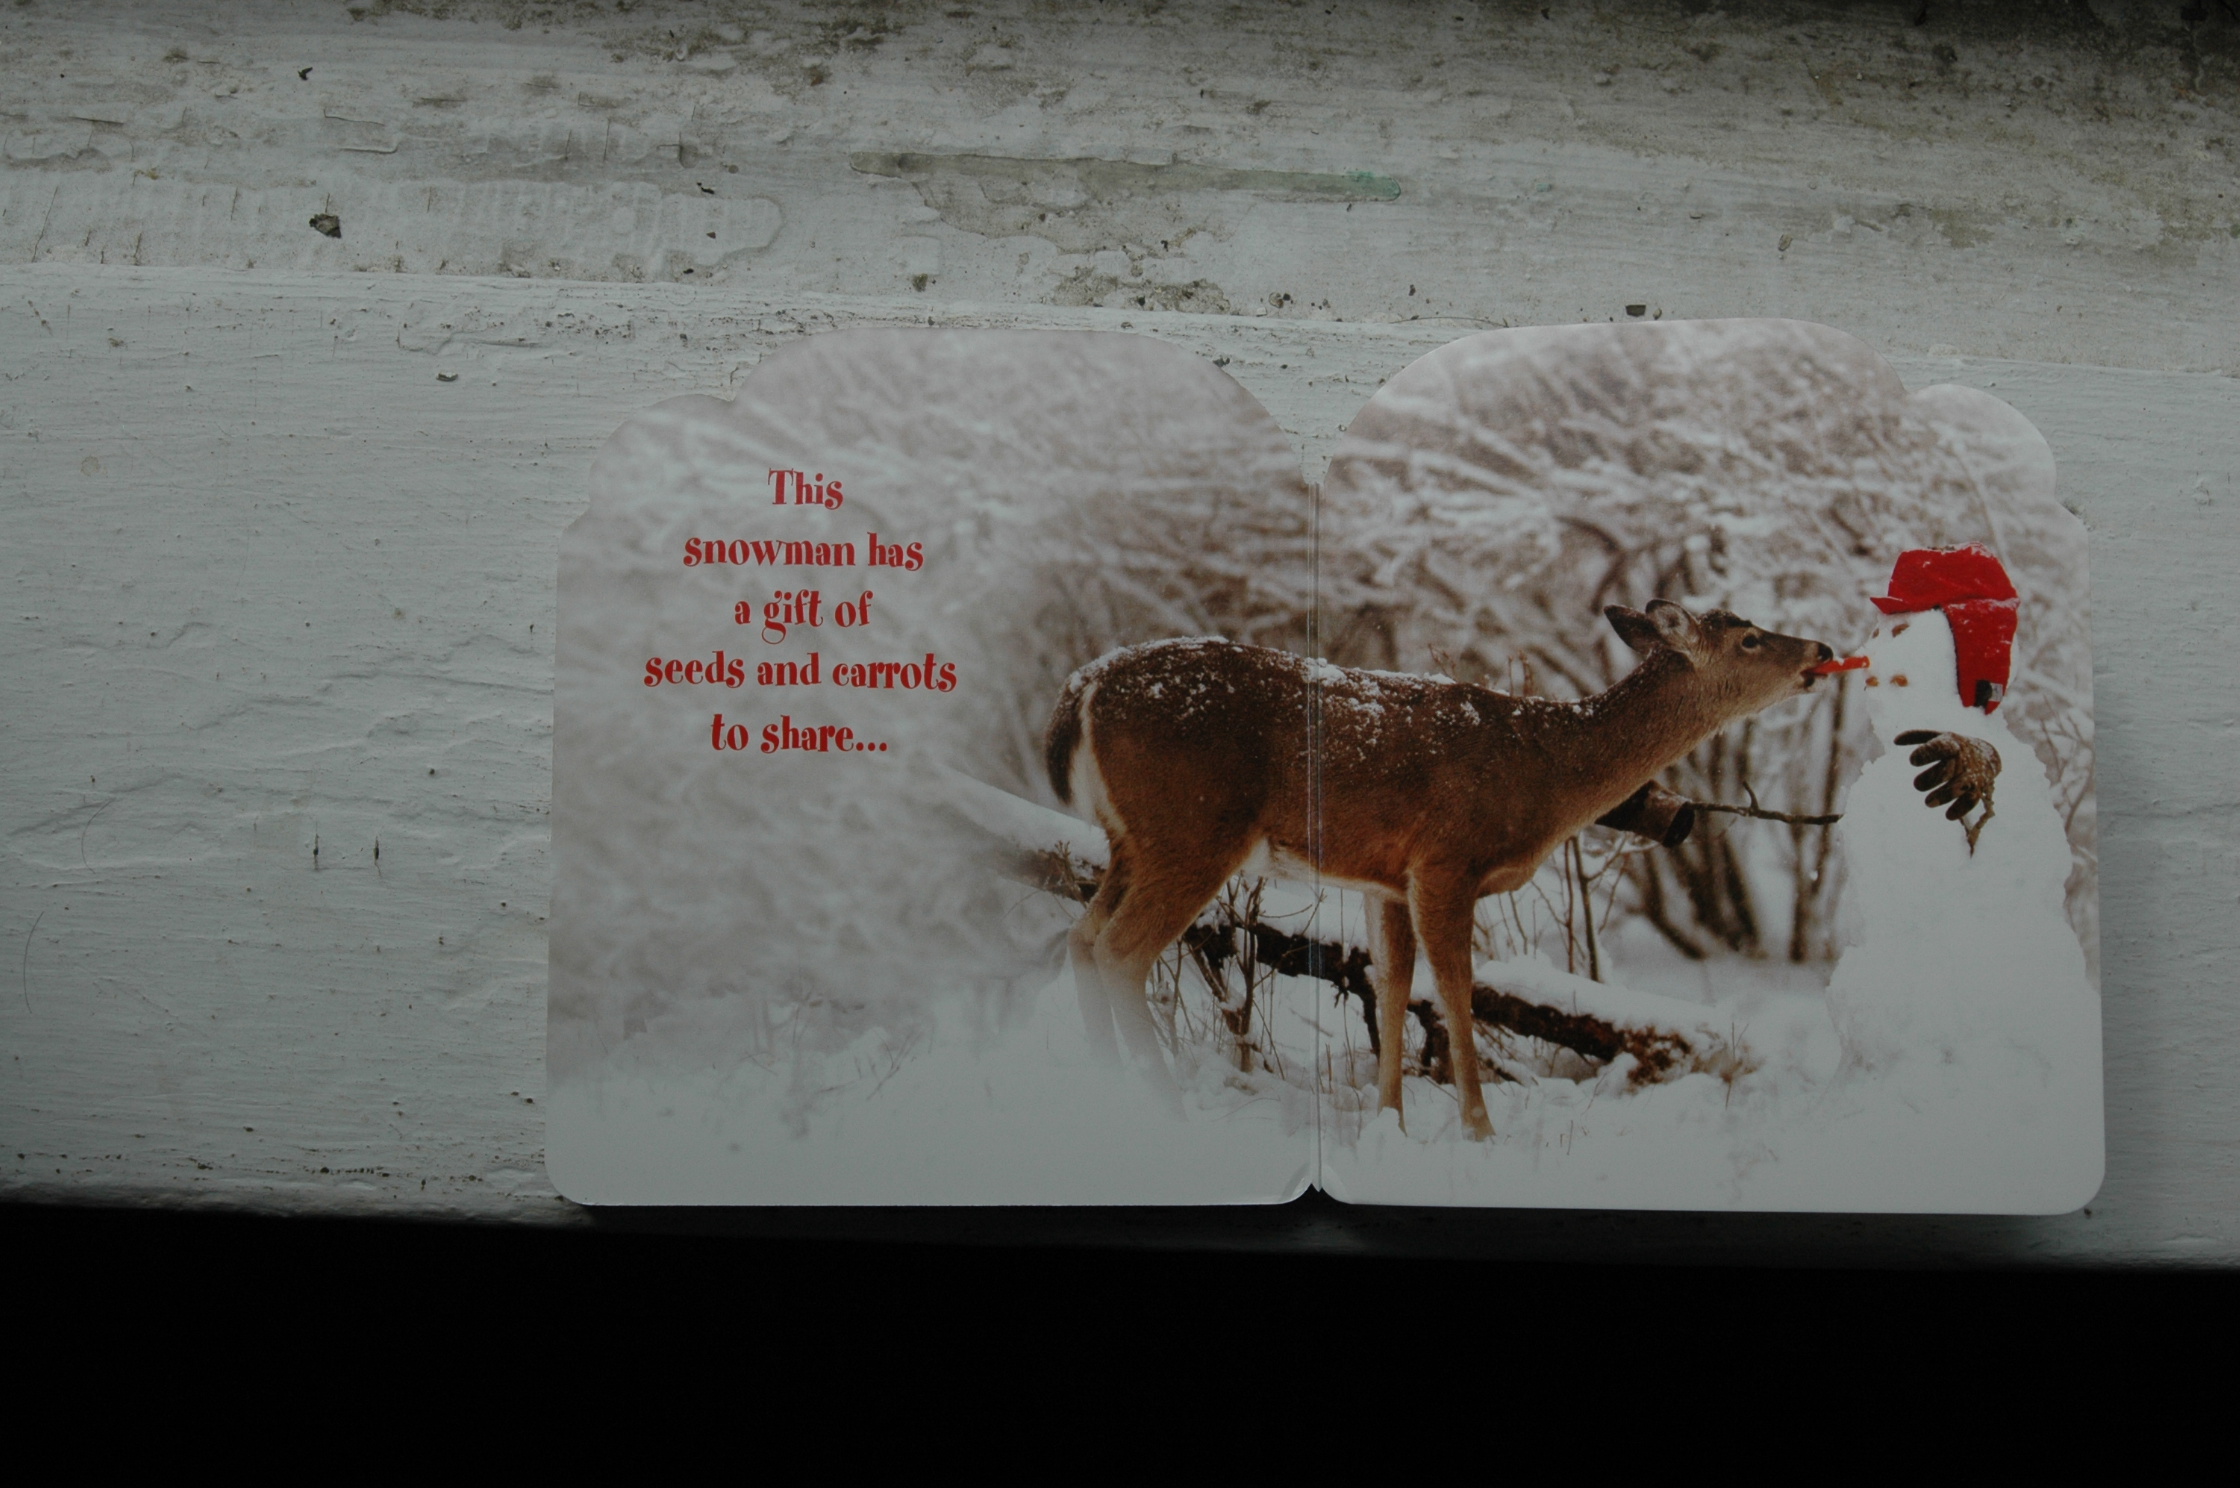 This
snowman has
a gift of
seeds and carrots
to share...